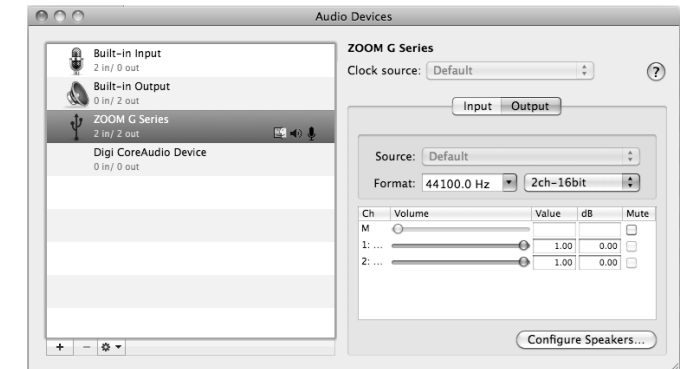 Audio Devices
Built-in Input
2 in/ 0 out
Built-in Output
0 in/ 2 out
ZOOM G Series
2 in/ 2 out
Digi CoreAudio Device
0 in/ 0 out
+ −
ZOOM G Series
Clock source: Default
?
Input Output
Source: Default
Format: 44100.0 Hz 2ch-16bit
Ch Volume Value dB Mute
M
1: ... 1.00 0.00
2: ... 1.00 0.00
Configure Speakers...